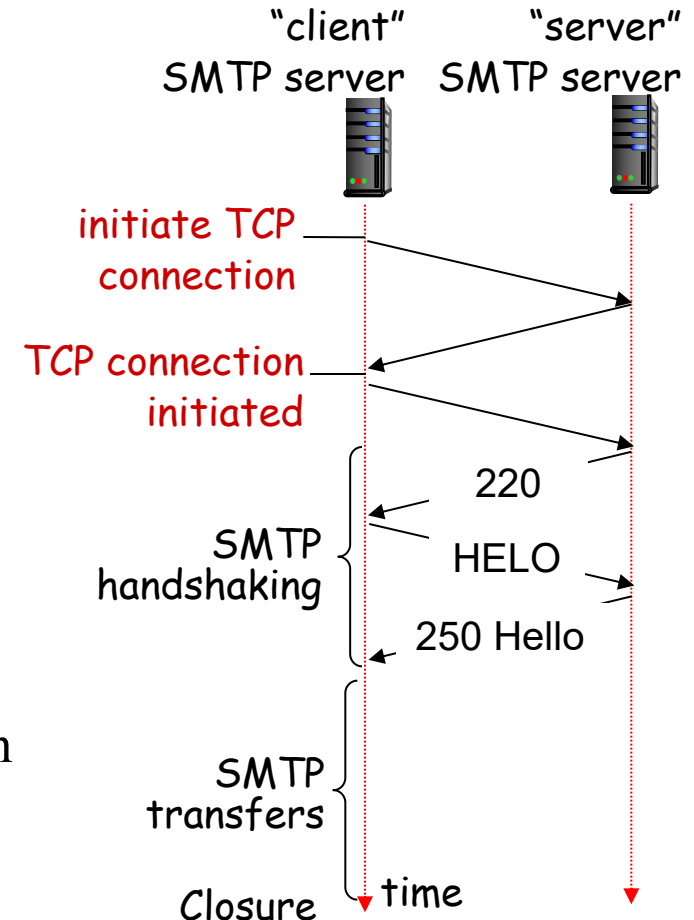 “client”
“server”
SMTP server
SMTP server
initiate TCP
connection
TCP connection
initiated
220
SMTP
handshaking
HELO
250 Hello
SMTP
transfers
time
Closure